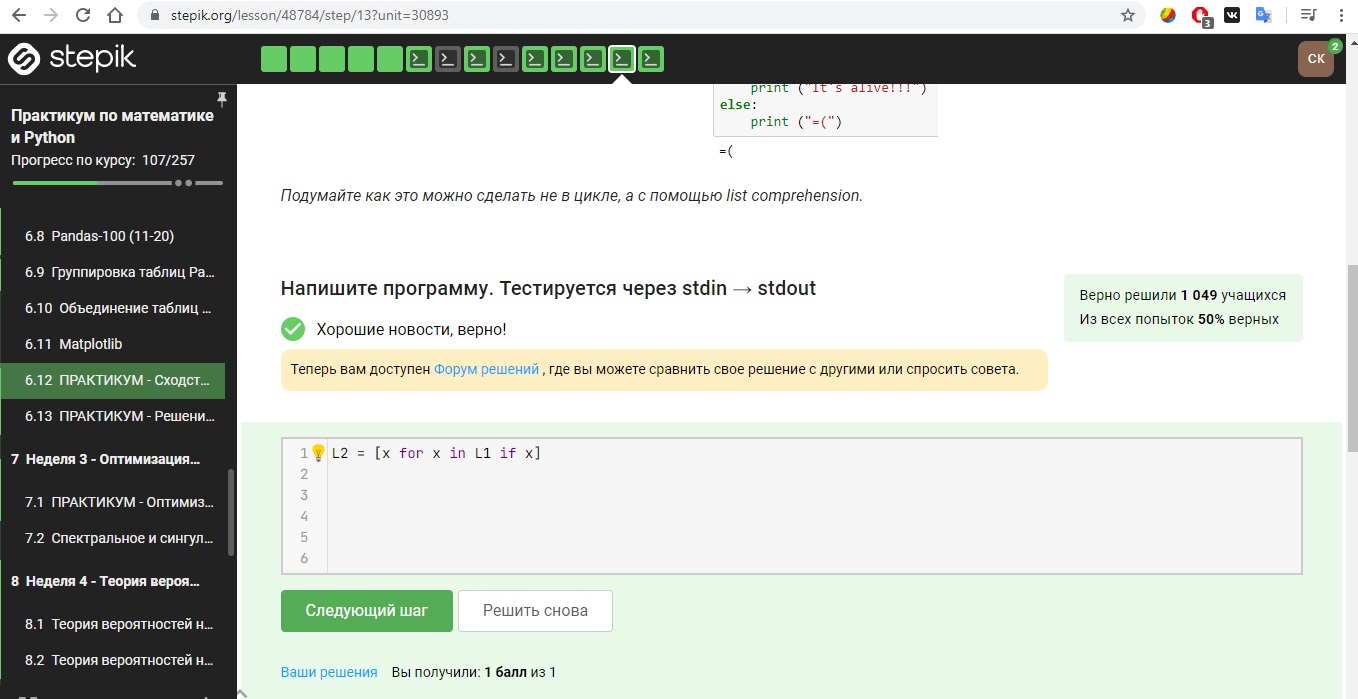 stepik.org/lesson/48784/step/13?unit=30893
3
stepik
СК
2
Практикум по математике
и Python
Прогресс по курсу: 107/257
6.8 Pandas-100 (11-20)
6.9 Группировка таблиц Pa...
6.10 Объединение таблиц ...
6.11 Matplotlib
6.12 ПРАКТИКУМ - Сходст...
6.13 ПРАКТИКУМ - Решени...
7 Неделя 3 - Оптимизация...
7.1 ПРАКТИКУМ - Оптимиз...
7.2 Спектральное и сингул...
8 Неделя 4 - Теория вероя...
8.1 Теория вероятностей н...
8.2 Теория вероятностей н...
print ("It's alive!!!")
else:
print ("=(")
=(
Подумайте как это можно сделать не в цикле, а с помощью list comprehension.
Напишите программу. Тестируется через stdin → stdout
Хорошие новости, верно!
Теперь вам доступен Форум решений , где вы можете сравнить свое решение с другими или спросить совета.
Верно решили 1 049 учащихся
Из всех попыток 50% верных
1 L2 = [x for x in L1 if x]
2
3
4
5
6
Следующий шаг
Решить снова
Ваши решения Вы получили: 1 балл из 1